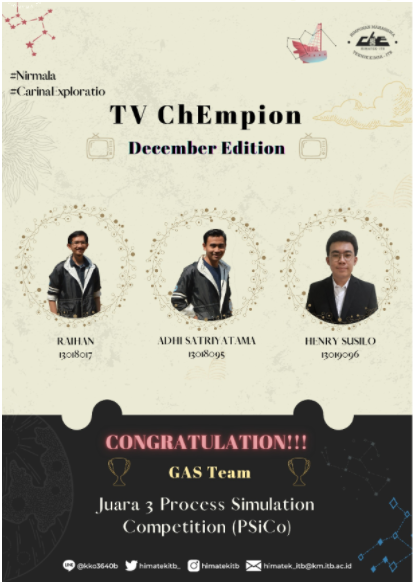 #Nirmala
#CarinaExploratio
TV ChEmpion
December Edition
RAIHAN
13018017
ADHI SATRIYATAMA
13018095
HENRY SUSILO
13019096
CONGRATULATION!!!
GAS Team
Juara 3 Process Simulation
Competition (PSiCo)
@kko3640b
himatekitb_
himatekitb
himatek_itb@km.itb.ac.id